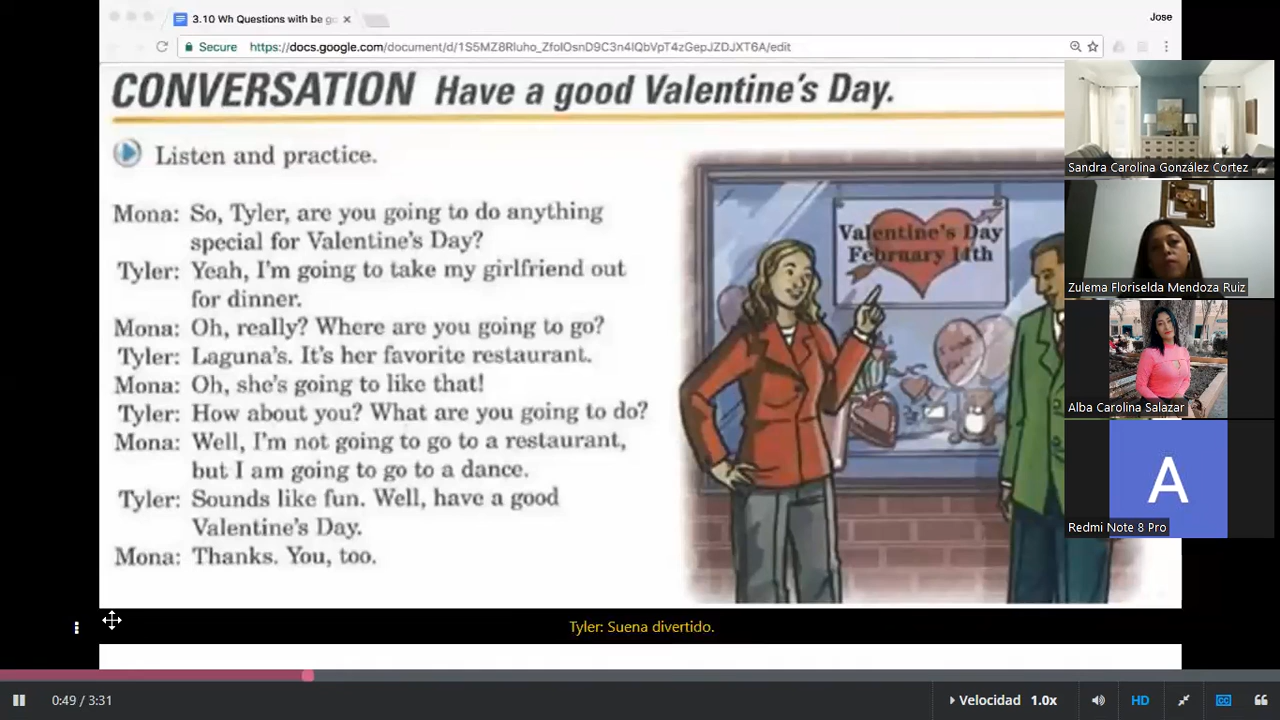 3.10 Wh Questions with be go
Jose
Secure https://docs.google.com/document/d/1S5MZ8Rluho_ZfoIOsnD9C3n4IQbVpT4zGepJZDJXT6A/edit
CONVERSATION Have a good Valentine's Day.
Listen and practice.
Mona: So, Tyler, are you going to do anything
special for Valentine's Day?
Tyler: Yeah, I'm going to take my girlfriend out
for dinner.
Mona: Oh, really? Where are you going to go?
Tyler: Laguna's. It's her favorite restaurant.
Mona: Oh, she's going to like that!
Tyler: How about you? What are you going to do?
Mona: Well, I'm not going to go to a restaurant,
but I am going to go to a dance.
Tyler: Sounds like fun. Well, have a good
Valentine's Day.
Mona: Thanks. You, too.
Valentine's Day
February 14th
Sandra Carolina González Cortez
Zulema Floriselda Mendoza Ruiz
Alba Carolina Salazar
A
Redmi Note 8 Pro
Tyler: Suena divertido.
0:49 / 3:31
Velocidad 1.0x
HD
CC